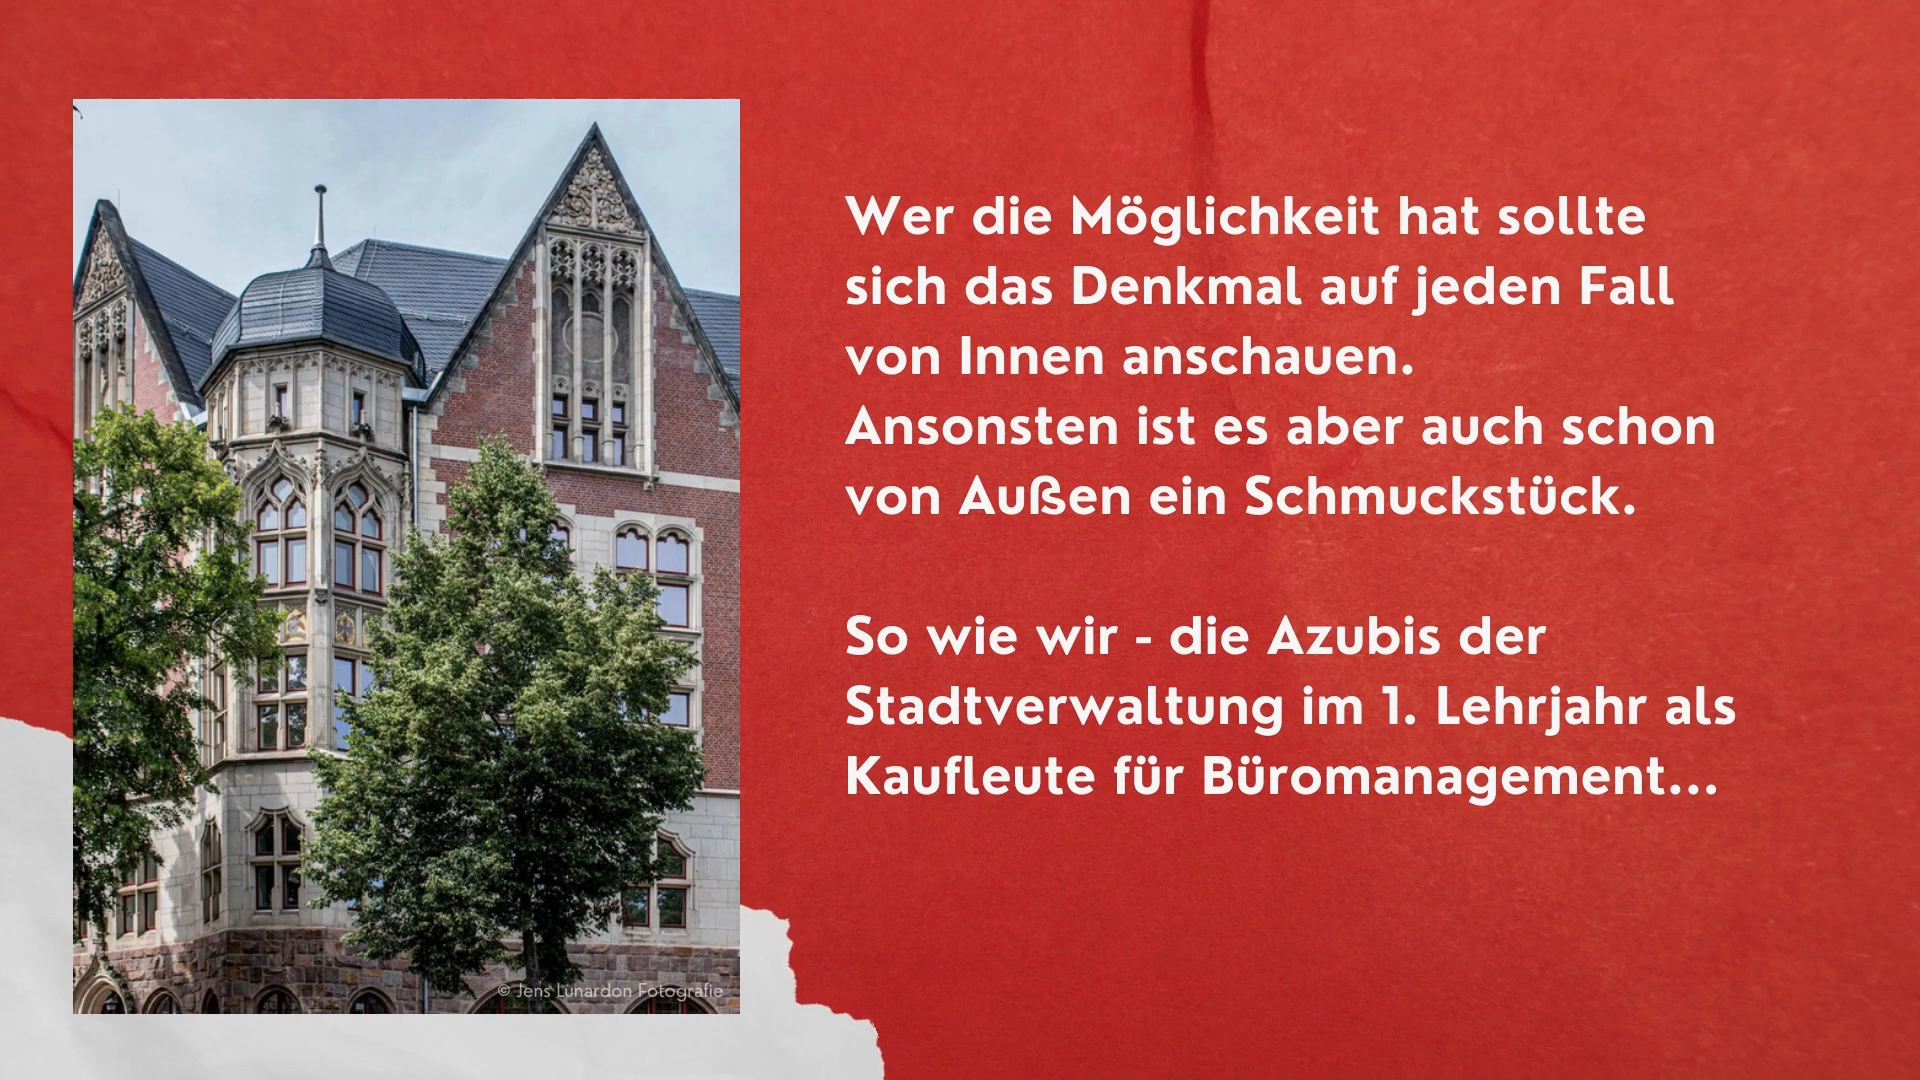 Wer die Möglichkeit hat sollte
sich das Denkmal auf jeden Fall
von Innen anschauen.
Ansonsten ist es aber auch schon
von Außen ein Schmuckstück.
So wie wir - die Azubis der
Stadtverwaltung im 1. Lehrjahr als
Kaufleute für Büromanagement...
© Jens Lunardon Fotografie